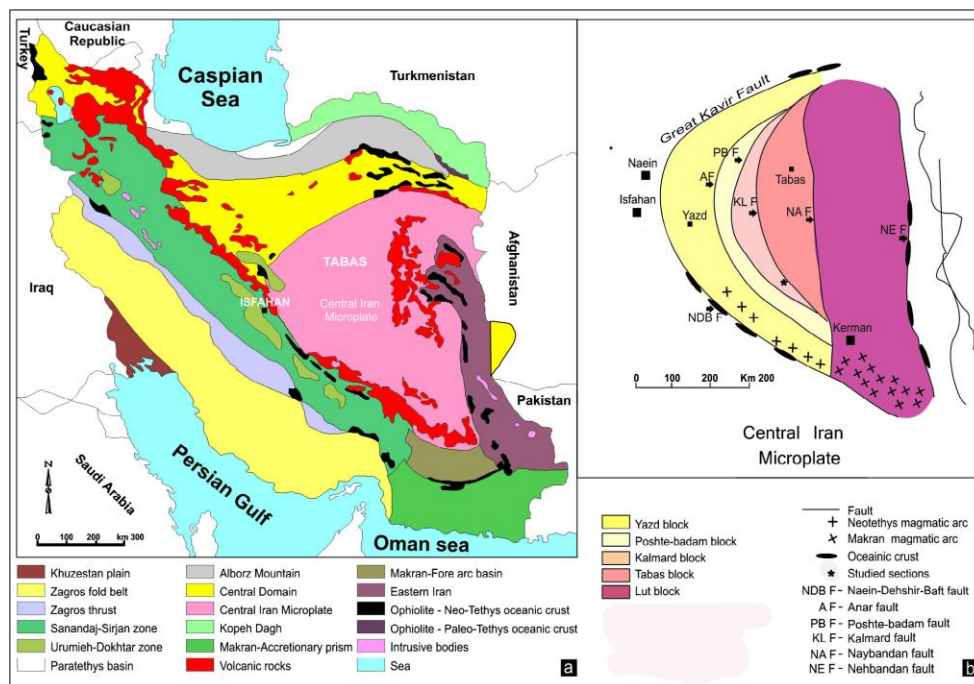 Turkey
Caucasian
Republic
Caspian
Sea
Turkmenistan
Afghanistan
Iraq
TABAS
Central Iran
Microplate
ISFAHAN
Pakistan
Saudi Arabia
Persian Gulf
Oman sea
N
0 km 300
Khuzestan plain
Zagros fold belt
Zagros thrust
Sanandaj-Sirjan zone
Urumieh-Dokhtar zone
Paratethys basin
Alborz Mountain
Central Domain
Central Iran Microplate
Kopeh Dagh
Makran-Accretionary prism
Volcanic rocks
Makran-Fore arc basin
Eastern Iran
Ophiolite - Neo-Tethys oceanic crust
Ophiolite - Paleo-Tethys oceanic crust
Intrusive bodies
Sea
a
Great Kavir Fault
Naein
Isfahan
PB F
AF
Tabas
KL F
Yazd
NA F
NE F
NDB F
Kerman
0 200 Km 200
Central Iran
Microplate
Yazd block
Poshte-badam block
Kalmard block
Tabas block
Lut block
Fault
Neotethys magmatic arc
Makran magmatic arc
Oceainic crust
Studied sections
NDB F- Naein-Dehshir-Baft fault
A F- Anar fault
PB F- Poshte-badam fault
KL F- Kalmard fault
NA F- Naybandan fault
NE F- Nehbandan fault
b